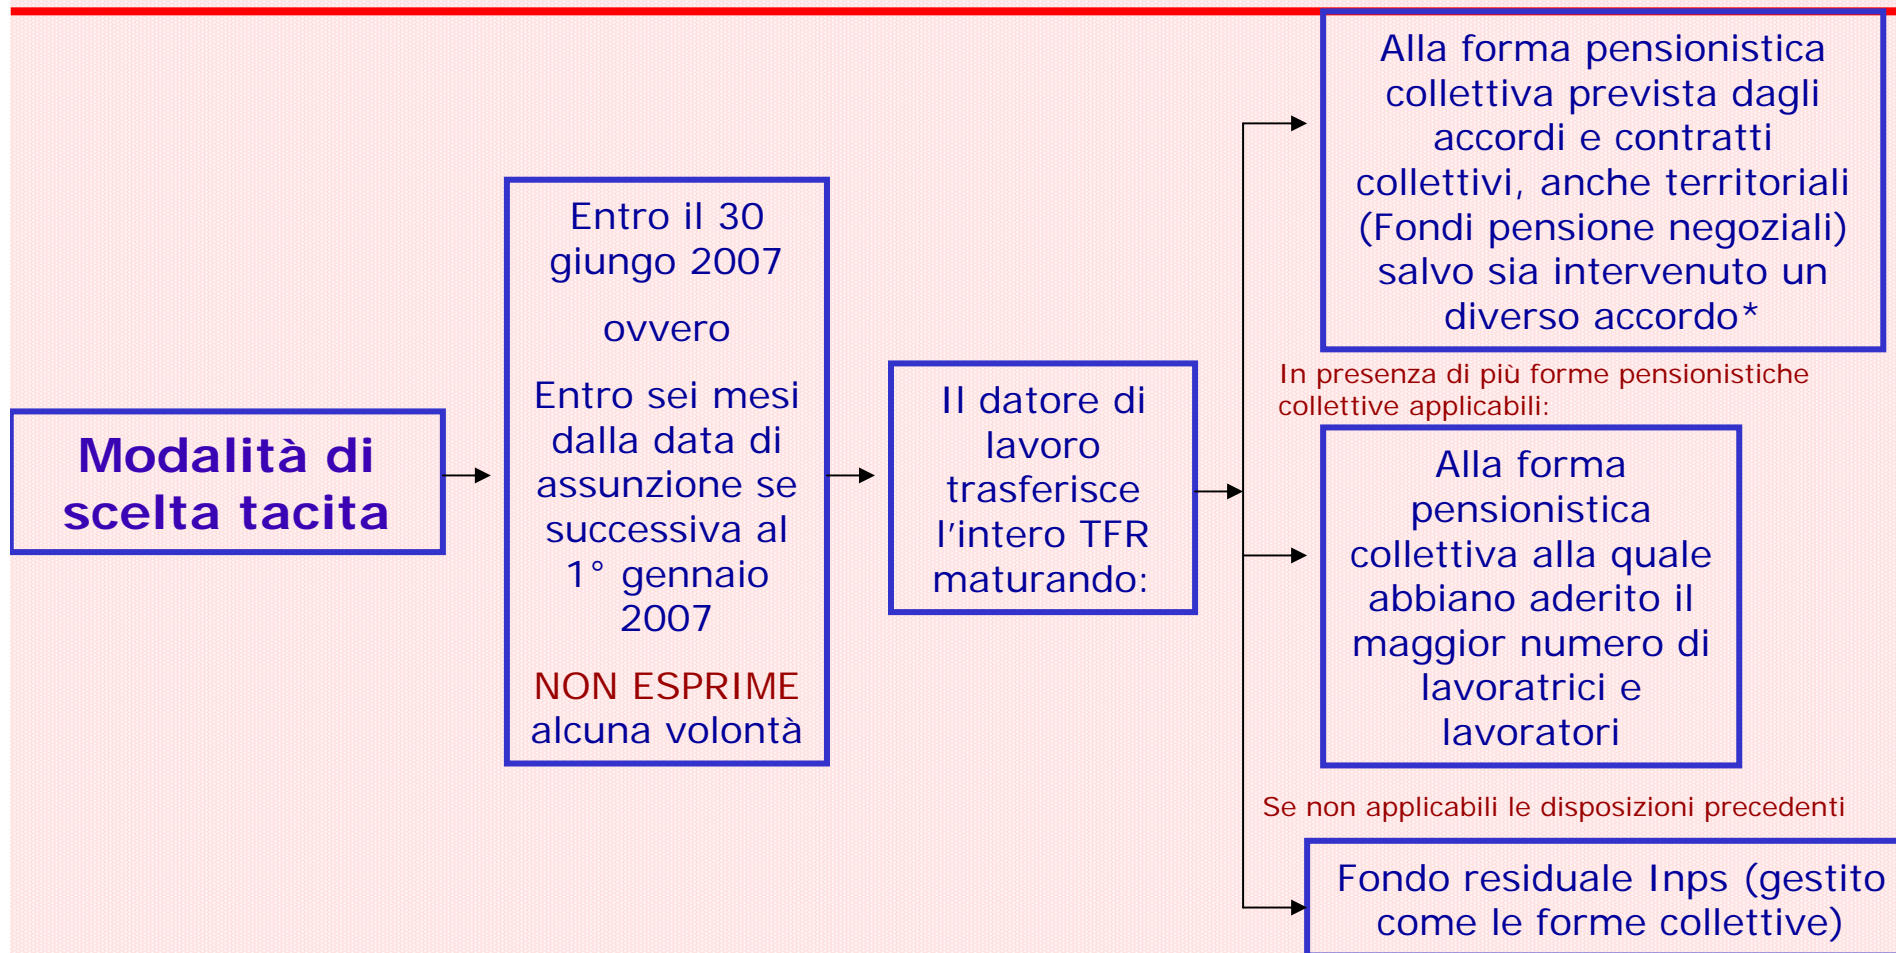 Modalità di
scelta tacita
Entro il 30
giungo 2007
ovvero
Entro sei mesi
dalla data di
assunzione se
successiva al
1° gennaio
2007
NON ESPRIME
alcuna volontà
Il datore di
lavoro
trasferisce
l'intero TFR
maturando:
Alla forma pensionistica
collettiva prevista dagli
accordi e contratti
collettivi, anche territoriali
(Fondi pensione negoziali)
salvo sia intervenuto un
diverso accordo*
In presenza di più forme pensionistiche
collettive applicabili:
Alla forma
pensionistica
collettiva alla quale
abbiano aderito il
maggior numero di
lavoratrici e
lavoratori
Se non applicabili le disposizioni precedenti
Fondo residuale Inps (gestito
come le forme collettive)